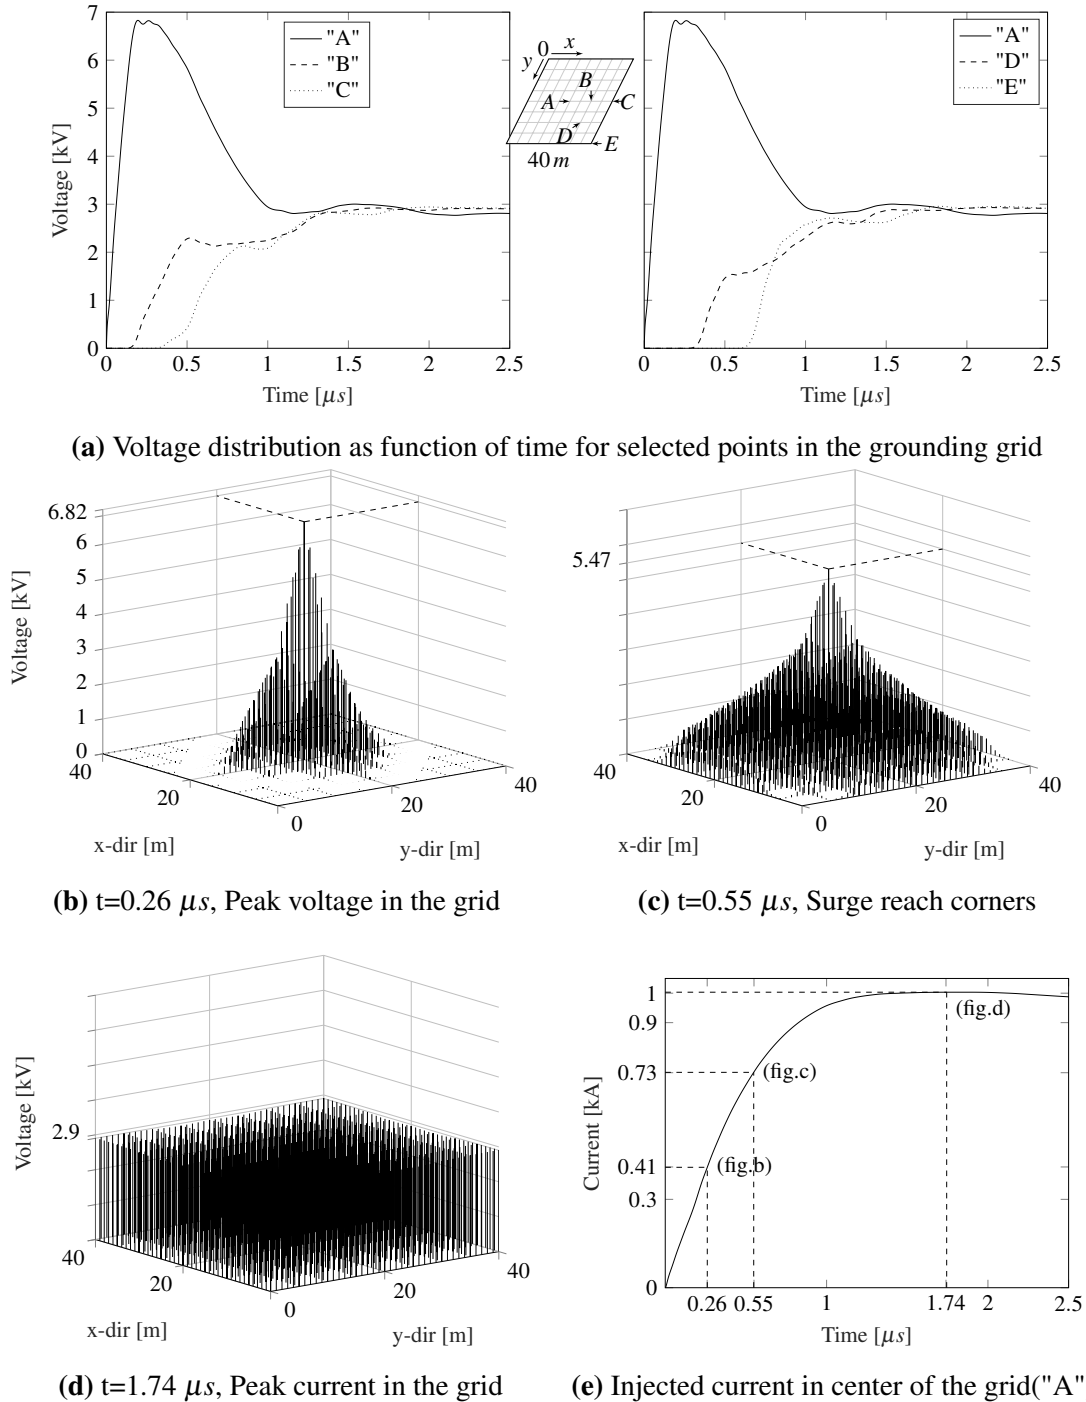 7
6
5
4
3
2
1
0
0 0.5 1 1.5 2 2.5
Voltage [kV]
Time [μs]
"A"
"B"
"C"
0 x
y
B
A C
D
E
40 m
0 0.5 1 1.5 2 2.5
Time [μs]
"A"
"D"
"E"
(a) Voltage distribution as function of time for selected points in the grounding grid
6.82
6
5
4
3
2
1
0
Voltage [kV]
40
20
0
20
40
x-dir [m]
y-dir [m]
(b) t=0.26 μs, Peak voltage in the grid
5.47
40
20
0
20
40
x-dir [m]
y-dir [m]
(c) t=0.55 μs, Surge reach corners
2.9
Voltage [kV]
40
20
0
20
40
x-dir [m]
y-dir [m]
(d) t=1.74 μs, Peak current in the grid
1
0.9
0.73
0.41
0.3
0
Current [kA]
(fig.d)
(fig.c)
(fig.b)
0.26 0.55 1 1.74 2 2.5
Time [μs]
(e) Injected current in center of the grid("A"